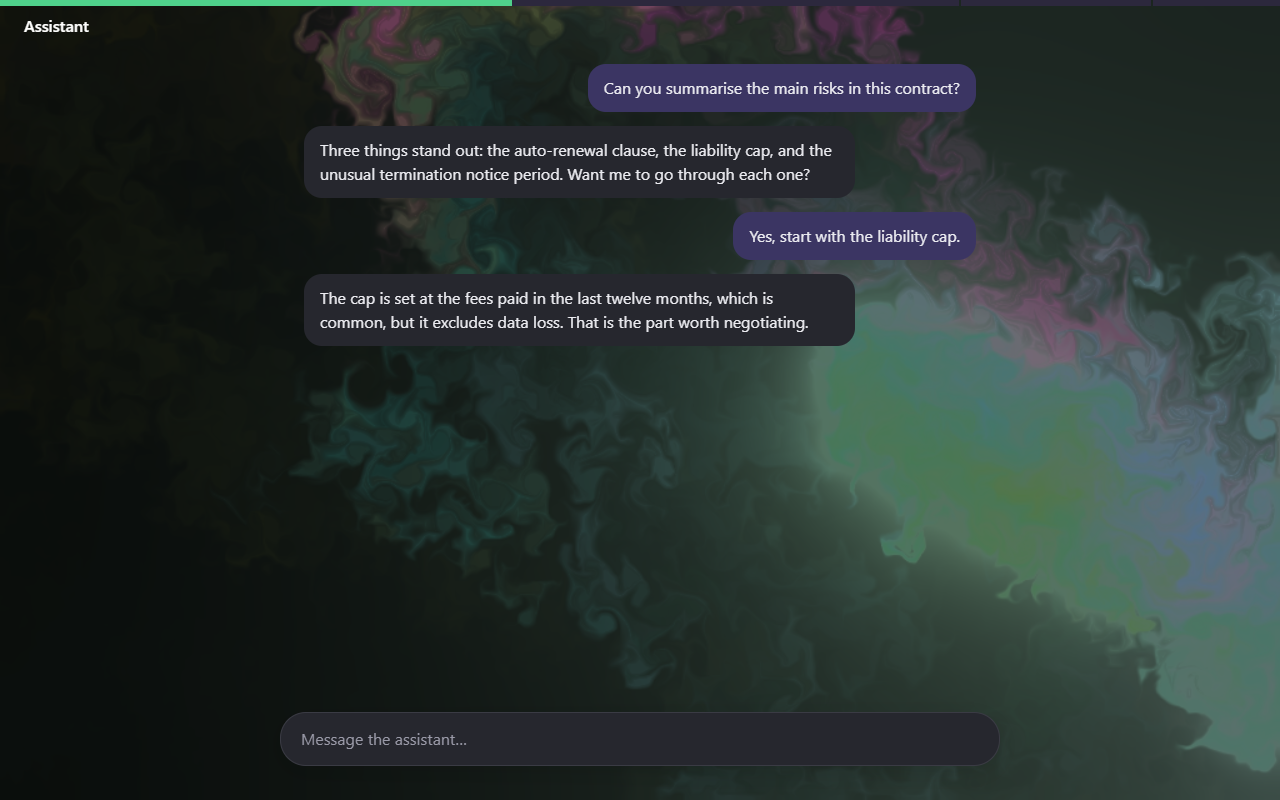 Assistant
Can you summarise the main risks in this contract?
Three things stand out: the auto-renewal clause, the liability cap, and the
unusual termination notice period. Want me to go through each one?
Yes, start with the liability cap.
The cap is set at the fees paid in the last twelve months, which is
common, but it excludes data loss. That is the part worth negotiating.
Message the assistant...